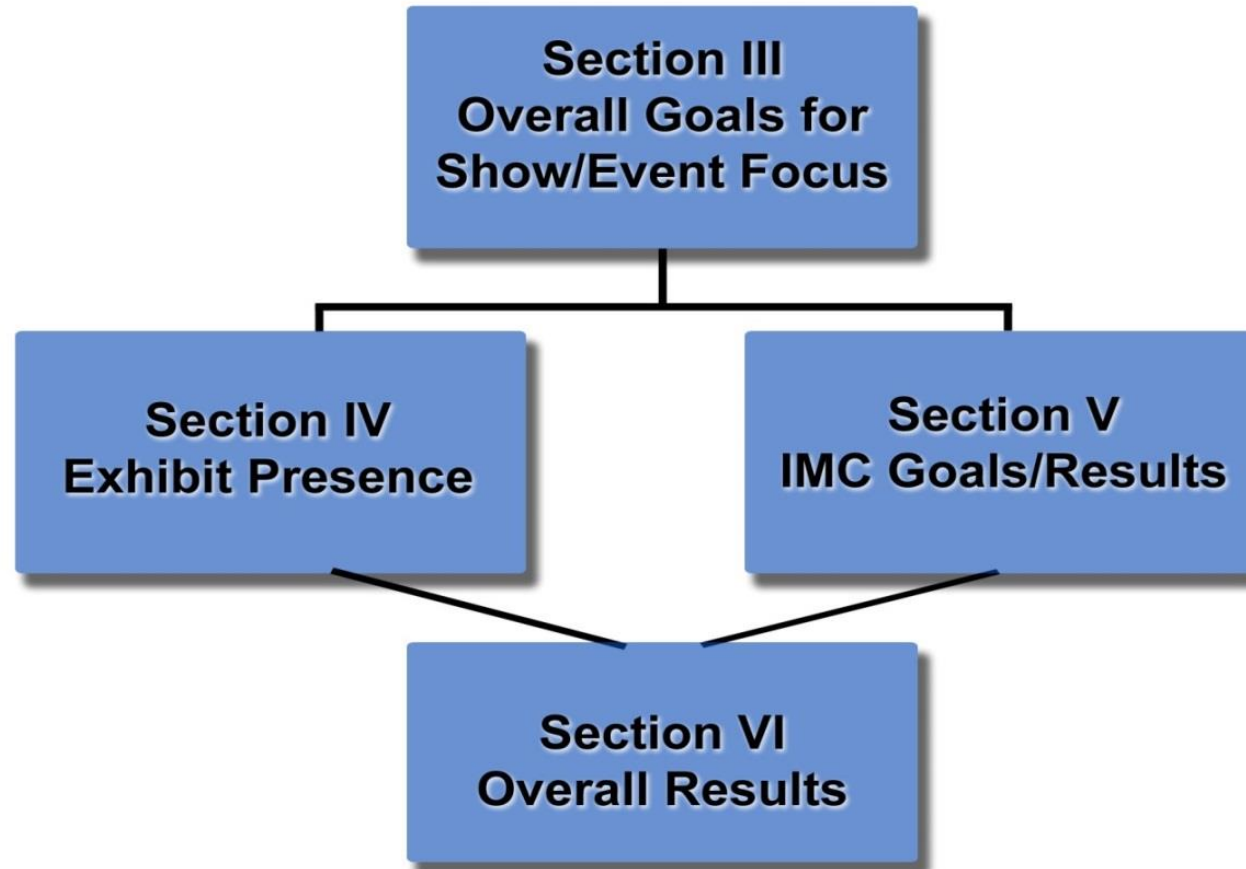 Section III
Overall Goals for
Show/Event Focus
Section IV
Exhibit Presence
Section V
IMC Goals/Results
Section VI
Overall Results